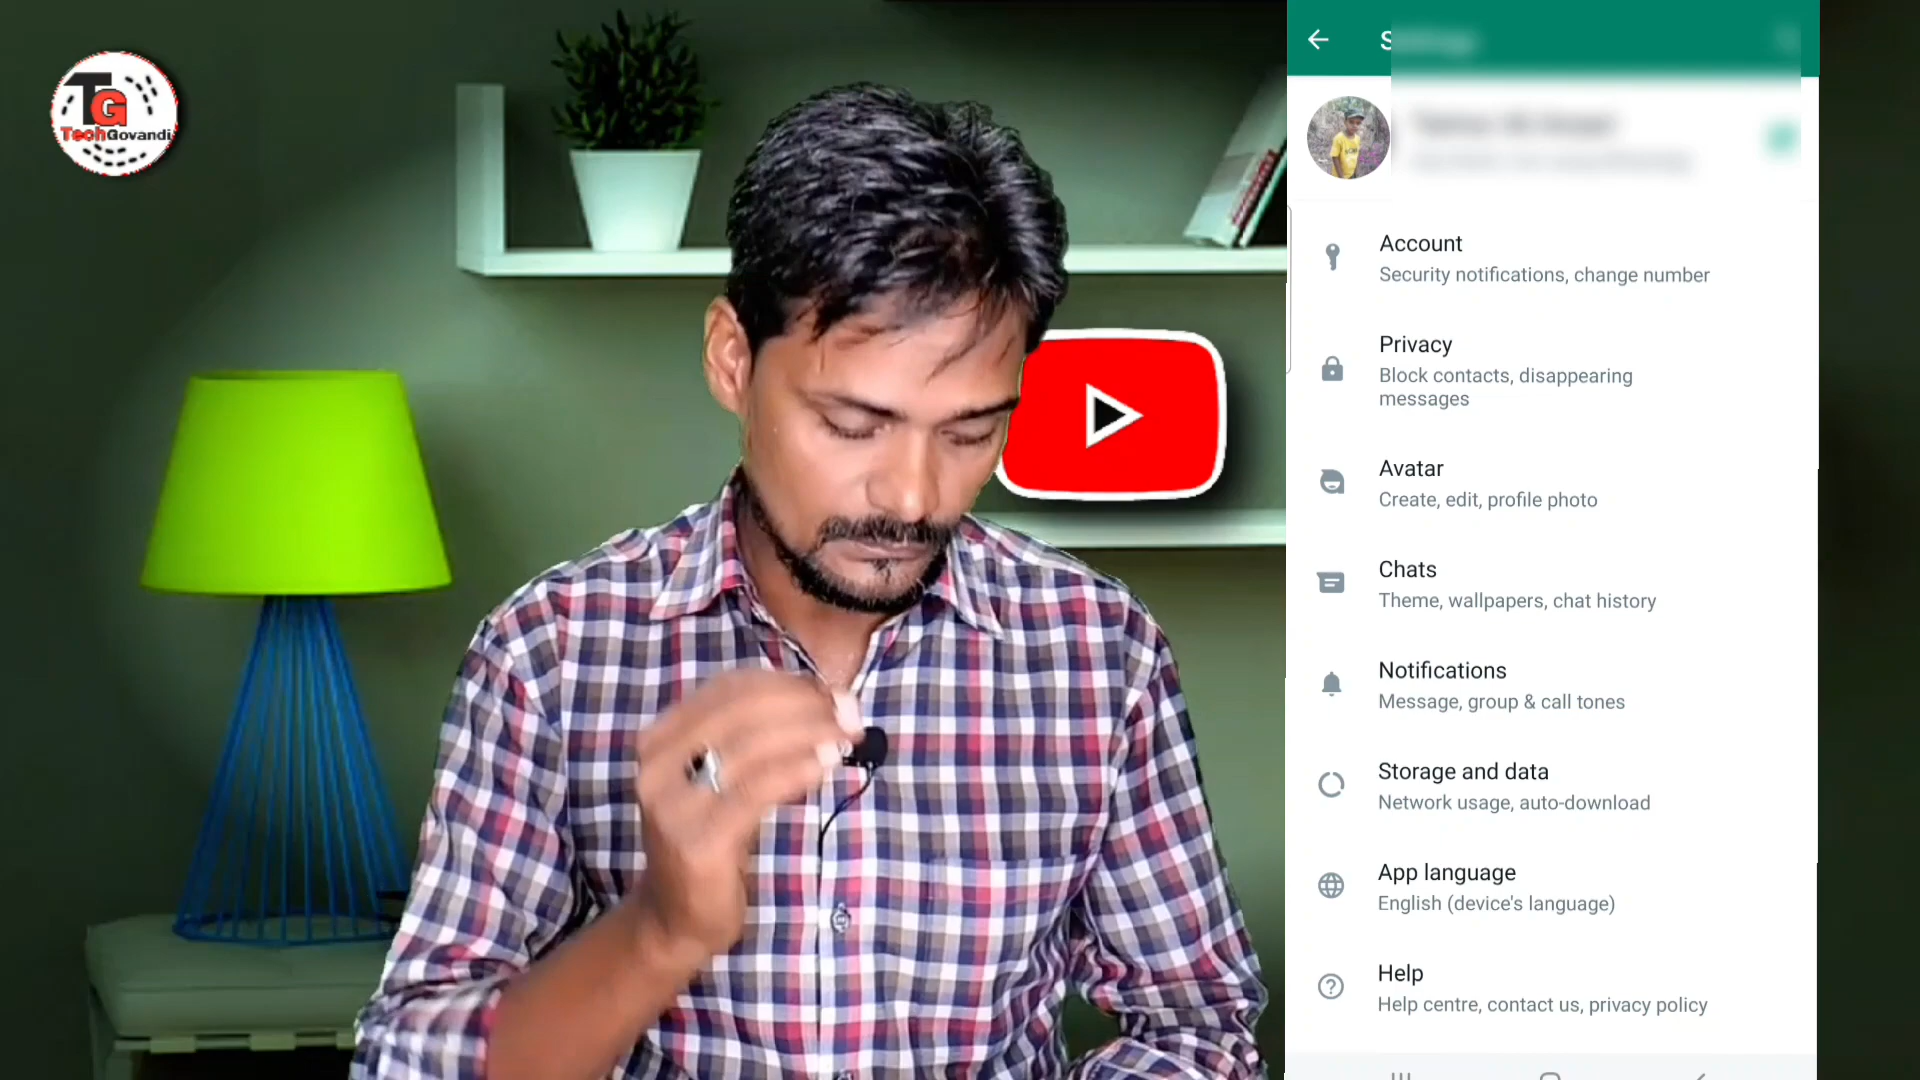 TG
TechGovandi
Account
Security notifications, change number
Privacy
Block contacts, disappearing
messages
Avatar
Create, edit, profile photo
Chats
Theme, wallpapers, chat history
Notifications
Message, group & call tones
Storage and data
Network usage, auto-download
App language
English (device's language)
Help
Help centre, contact us, privacy policy